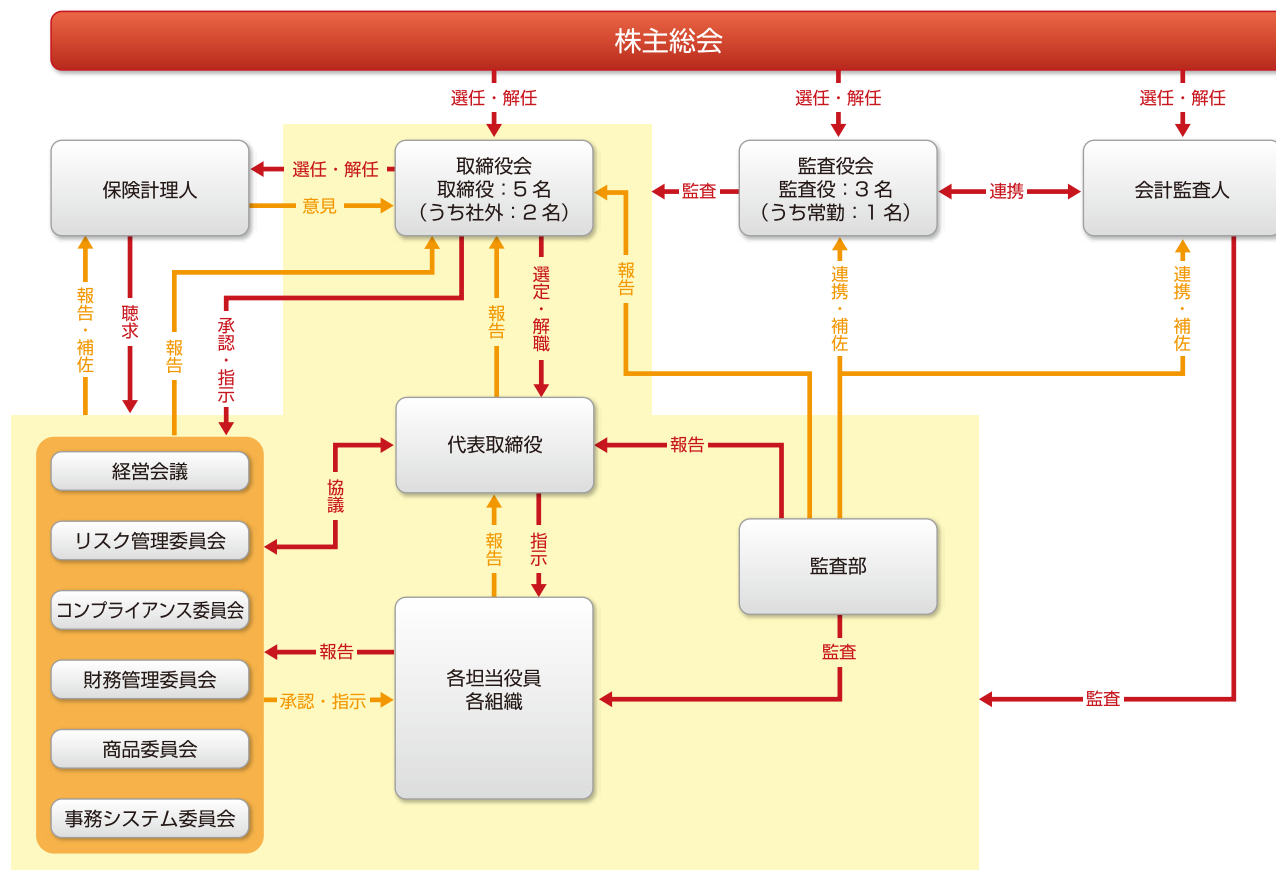 株主総会
選任・解任
選任・解任
選任・解任
保険計理人
選任・解任
意見
取締役会
取締役：5名
（うち社外：2名）
監査
監査役会
監査役：3名
（うち常勤：1名）
連携
会計監査人
報告・補佐
聴求
報告
承認・指示
報告
選定・解職
報告
連携・補佐
連携・補佐
代表取締役
報告
協議
経営会議
リスク管理委員会
コンプライアンス委員会
財務管理委員会
商品委員会
事務システム委員会
報告
指示
監査部
報告
承認・指示
各担当役員
各組織
監査
監査